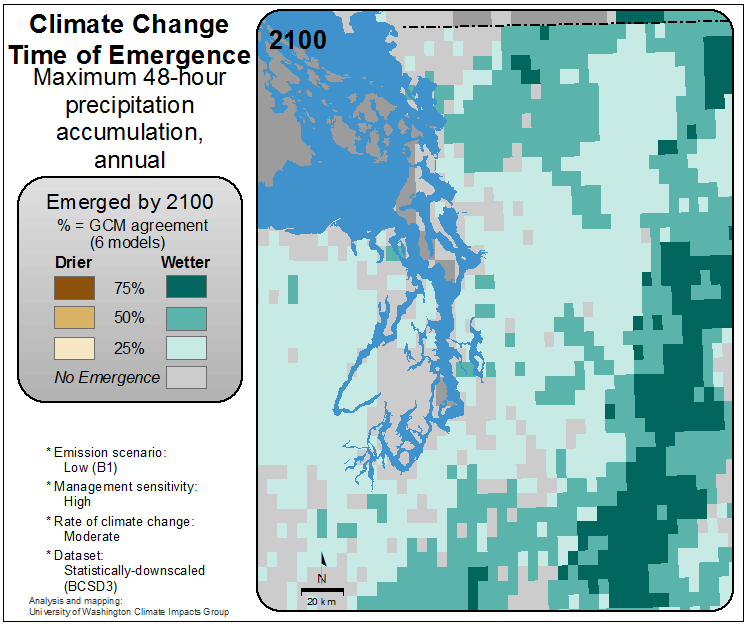 Climate Change
Time of Emergence
Maximum 48-hour
precipitation
accumulation,
annual
Emerged by 2100
% = GCM agreement
(6 models)
Drier Wetter
75%
50%
25%
No Emergence
* Emission scenario:
Low (B1)
* Management sensitivity:
High
* Rate of climate change:
Moderate
* Dataset:
Statistically-downscaled
(BCSD3)
Analysis and mapping:
University of Washington Climate Impacts Group
2100
N
20 km